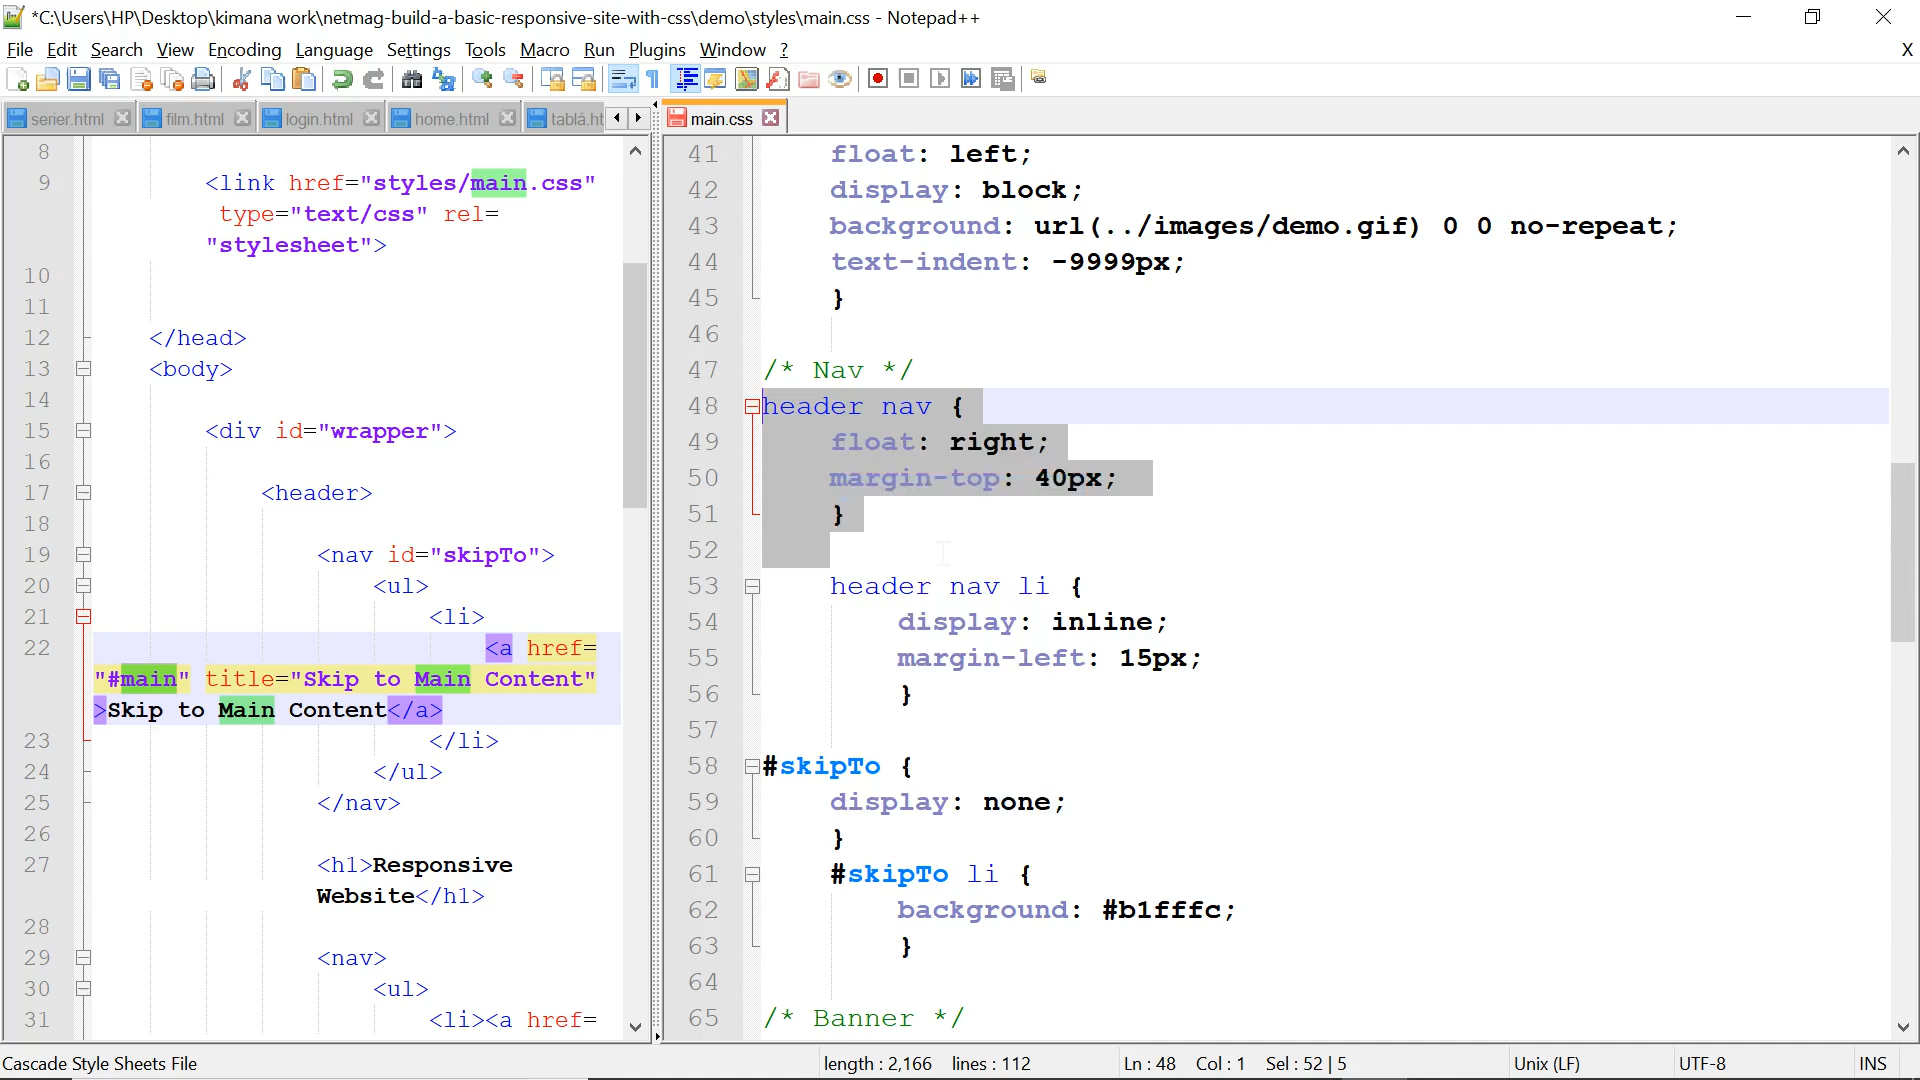 *C:\Users\HP\Desktop\kimana work\netmag-build-a-basic-responsive-site-with-css\demo\styles\main.css - Notepad++
File Edit Search View Encoding Language Settings Tools Macro Run Plugins Window ? X
serier.html film.html login.html home.html tablå.ht
8
9 <link href="styles/main.css"
type="text/css" rel=
"stylesheet">
10
11
12 </head>
13 <body>
14
15 <div id="wrapper">
16
17 <header>
18
19 <nav id="skipTo">
20 <ul>
21 <li>
22 <a href=
"#main" title="Skip to Main Content"
>Skip to Main Content</a>
23 </li>
24 </ul>
25 </nav>
26
27 <h1>Responsive
Website</h1>
28
29 <nav>
30 <ul>
31 <li><a href=
main.css
41 float: left;
42 display: block;
43 background: url(../images/demo.gif) 0 0 no-repeat;
44 text-indent: -9999px;
45 }
46
47 /* Nav */
48 header nav {
49 float: right;
50 margin-top: 40px;
51 }
52
53 header nav li {
54 display: inline;
55 margin-left: 15px;
56 }
57
58 #skipTo {
59 display: none;
60 }
61 #skipTo li {
62 background: #b1fffc;
63 }
64
65 /* Banner */
Cascade Style Sheets File length : 2,166 lines : 112 Ln : 48 Col : 1 Sel : 52 | 5 Unix (LF) UTF-8 INS